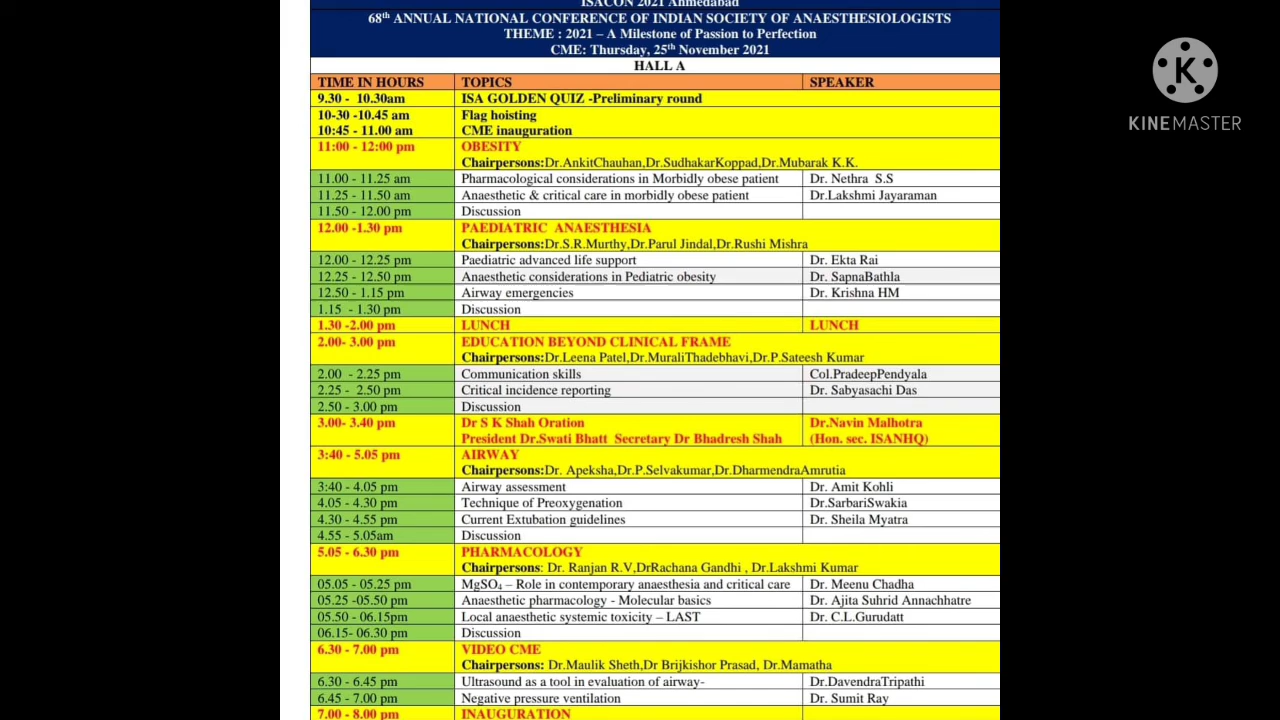 ISACON 2021 Ahmedabad
68th ANNUAL NATIONAL CONFERENCE OF INDIAN SOCIETY OF ANAESTHESIOLOGISTS
THEME : 2021 – A Milestone of Passion to Perfection
CME: Thursday, 25th November 2021
HALL A
TIME IN HOURS TOPICS SPEAKER
9.30 - 10.30am ISA GOLDEN QUIZ -Preliminary round
10-30 -10.45 am Flag hoisting
10:45 - 11.00 am CME inauguration
11:00 - 12:00 pm OBESITY
Chairpersons:Dr.AnkitChauhan,Dr.SudhakarKoppad,Dr.Mubarak K.K.
11.00 - 11.25 am Pharmacological considerations in Morbidly obese patient Dr. Nethra S.S
11.25 - 11.50 am Anaesthetic & critical care in morbidly obese patient Dr.Lakshmi Jayaraman
11.50 - 12.00 pm Discussion
12.00 -1.30 pm PAEDIATRIC ANAESTHESIA
Chairpersons:Dr.S.R.Murthy,Dr.Parul Jindal,Dr.Rushi Mishra
12.00 - 12.25 pm Paediatric advanced life support Dr. Ekta Rai
12.25 - 12.50 pm Anaesthetic considerations in Pediatric obesity Dr. SapnaBathla
12.50 - 1.15 pm Airway emergencies Dr. Krishna HM
1.15 - 1.30 pm Discussion
1.30 -2.00 pm LUNCH LUNCH
2.00- 3.00 pm EDUCATION BEYOND CLINICAL FRAME
Chairpersons:Dr.Leena Patel,Dr.MuraliThadebhavi,Dr.P.Sateesh Kumar
2.00 - 2.25 pm Communication skills Col.PradeepPendyala
2.25 - 2.50 pm Critical incidence reporting Dr. Sabyasachi Das
2.50 - 3.00 pm Discussion
3.00- 3.40 pm Dr S K Shah Oration Dr.Navin Malhotra
President Dr.Swati Bhatt Secretary Dr Bhadresh Shah (Hon. sec. ISANHQ)
3:40 - 5.05 pm AIRWAY
Chairpersons:Dr. Apeksha,Dr.P.Selvakumar,Dr.DharmendraAmrutia
3:40 - 4.05 pm Airway assessment Dr. Amit Kohli
4.05 - 4.30 pm Technique of Preoxygenation Dr.SarbariSwakia
4.30 - 4.55 pm Current Extubation guidelines Dr. Sheila Myatra
4.55 - 5.05am Discussion
5.05 - 6.30 pm PHARMACOLOGY
Chairpersons: Dr. Ranjan R.V,DrRachana Gandhi , Dr.Lakshmi Kumar
05.05 - 05.25 pm MgSO₄ – Role in contemporary anaesthesia and critical care Dr. Meenu Chadha
05.25 -05.50 pm Anaesthetic pharmacology - Molecular basics Dr. Ajita Suhrid Annachhatre
05.50 - 06.15pm Local anaesthetic systemic toxicity – LAST Dr. C.L.Gurudatt
06.15- 06.30 pm Discussion
6.30 - 7.00 pm VIDEO CME
Chairpersons: Dr.Maulik Sheth,Dr Brijkishor Prasad, Dr.Mamatha
6.30 - 6.45 pm Ultrasound as a tool in evaluation of airway- Dr.DavendraTripathi
6.45 - 7.00 pm Negative pressure ventilation Dr. Sumit Ray
7.00 - 8.00 pm INAUGURATION
K
KINEMASTER